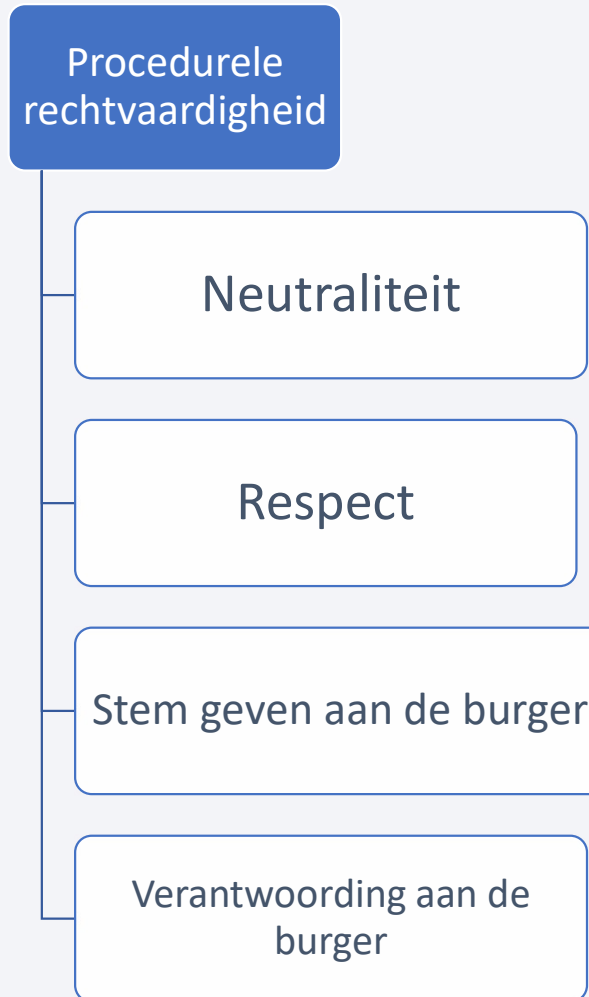 Procedurele
rechtvaardigheid
Neutraliteit
Respect
Stem geven aan de burger
Verantwoording aan de
burger